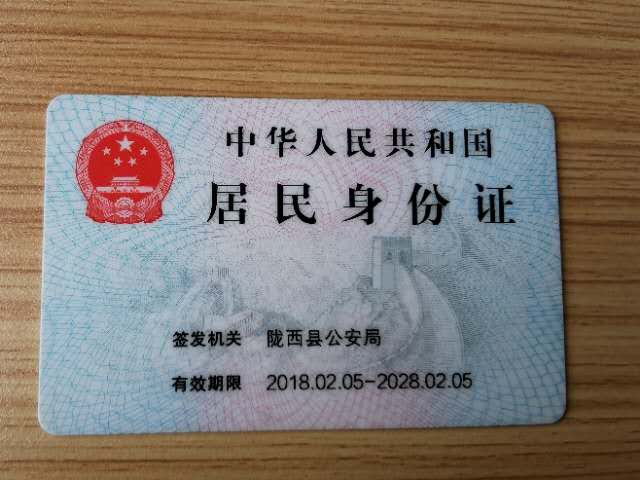 中华人民共和国
居民身份证
签发机关 陇西县公安局
有效期限 2018.02.05-2028.02.05